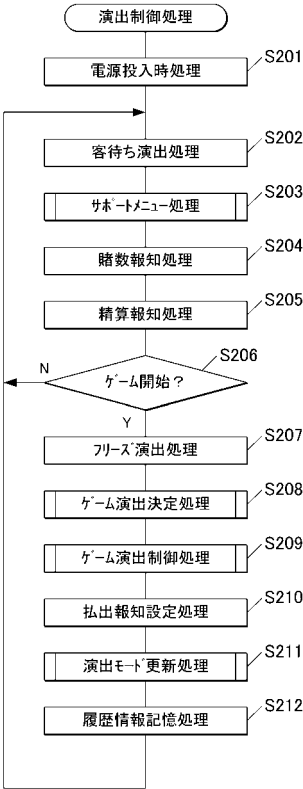 演出制御処理
電源投入時処理
S201
客待ち演出処理
S202
ｻﾎﾟｰﾄﾒﾆｭｰ処理
S203
賭数報知処理
S204
精算報知処理
S205
ｹﾞｰﾑ開始？
S206
N
Y
ﾌﾘｰｽﾞ演出処理
S207
ｹﾞｰﾑ演出決定処理
S208
ｹﾞｰﾑ演出制御処理
S209
払出報知設定処理
S210
演出ﾓｰﾄﾞ更新処理
S211
履歴情報記憶処理
S212